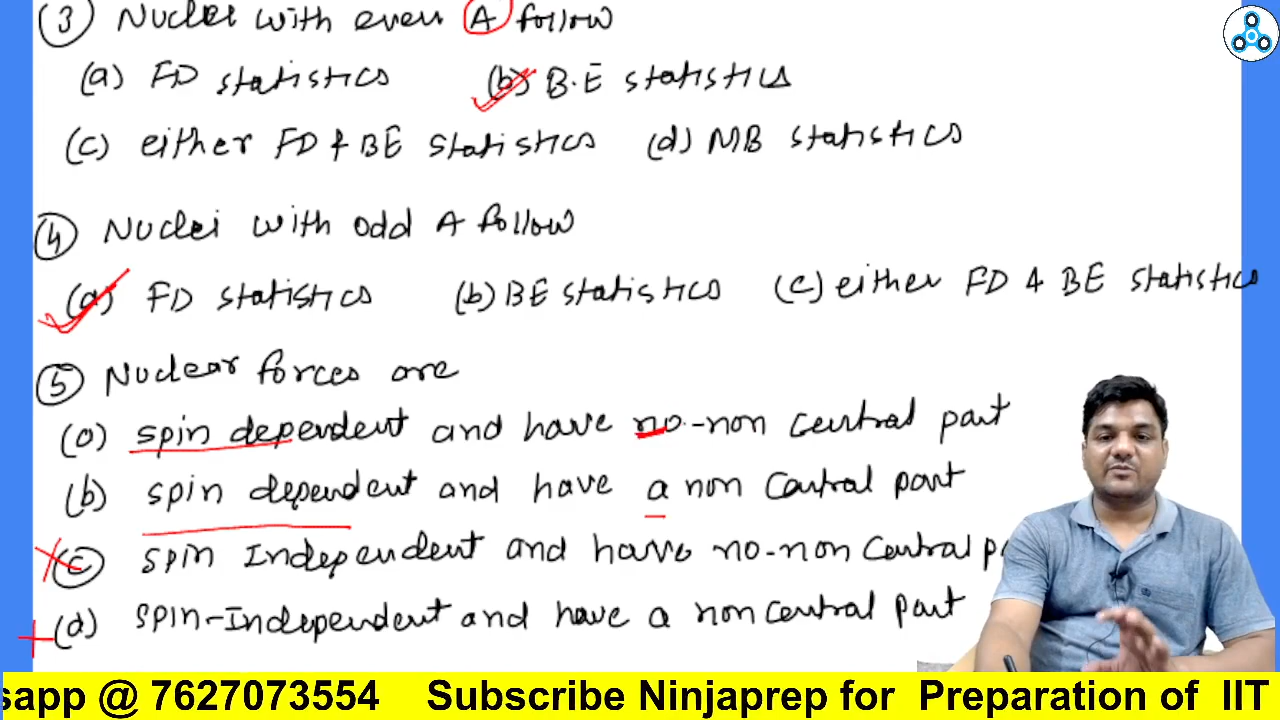 ③ Nuclei with even A follow
(a) FD statistics (b) B.E statistics
(c) either FD & BE statistics (d) MB statistics
④ Nuclei with odd A follow
(a) FD statistics (b) BE statistics (c) either FD & BE statistics
⑤ Nuclear forces are
(a) spin dependent and have no-non central part
(b) spin dependent and have a non central part
(c) spin Independent and have no-non central p
(d) spin-Independent and have a non central part
sapp @ 7627073554 Subscribe Ninjaprep for Preparation of IIT